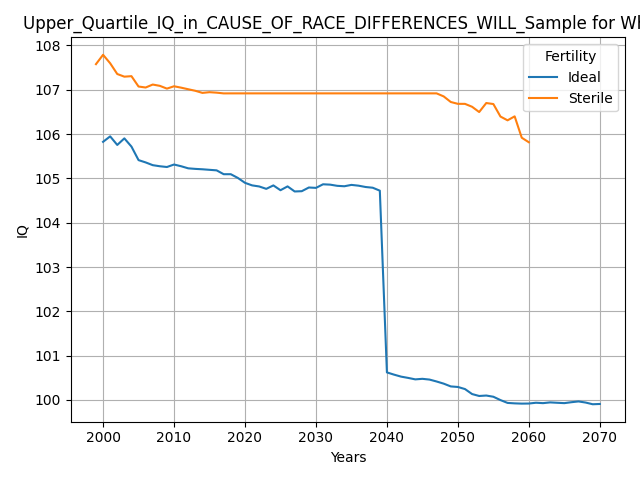 Upper_Quartile_IQ_in_CAUSE_OF_RACE_DIFFERENCES_WILL_Sample for Wh
108
107
106
105
104
103
102
101
100
IQ
Fertility
Ideal
Sterile
2000 2010 2020 2030 2040 2050 2060 2070
Years